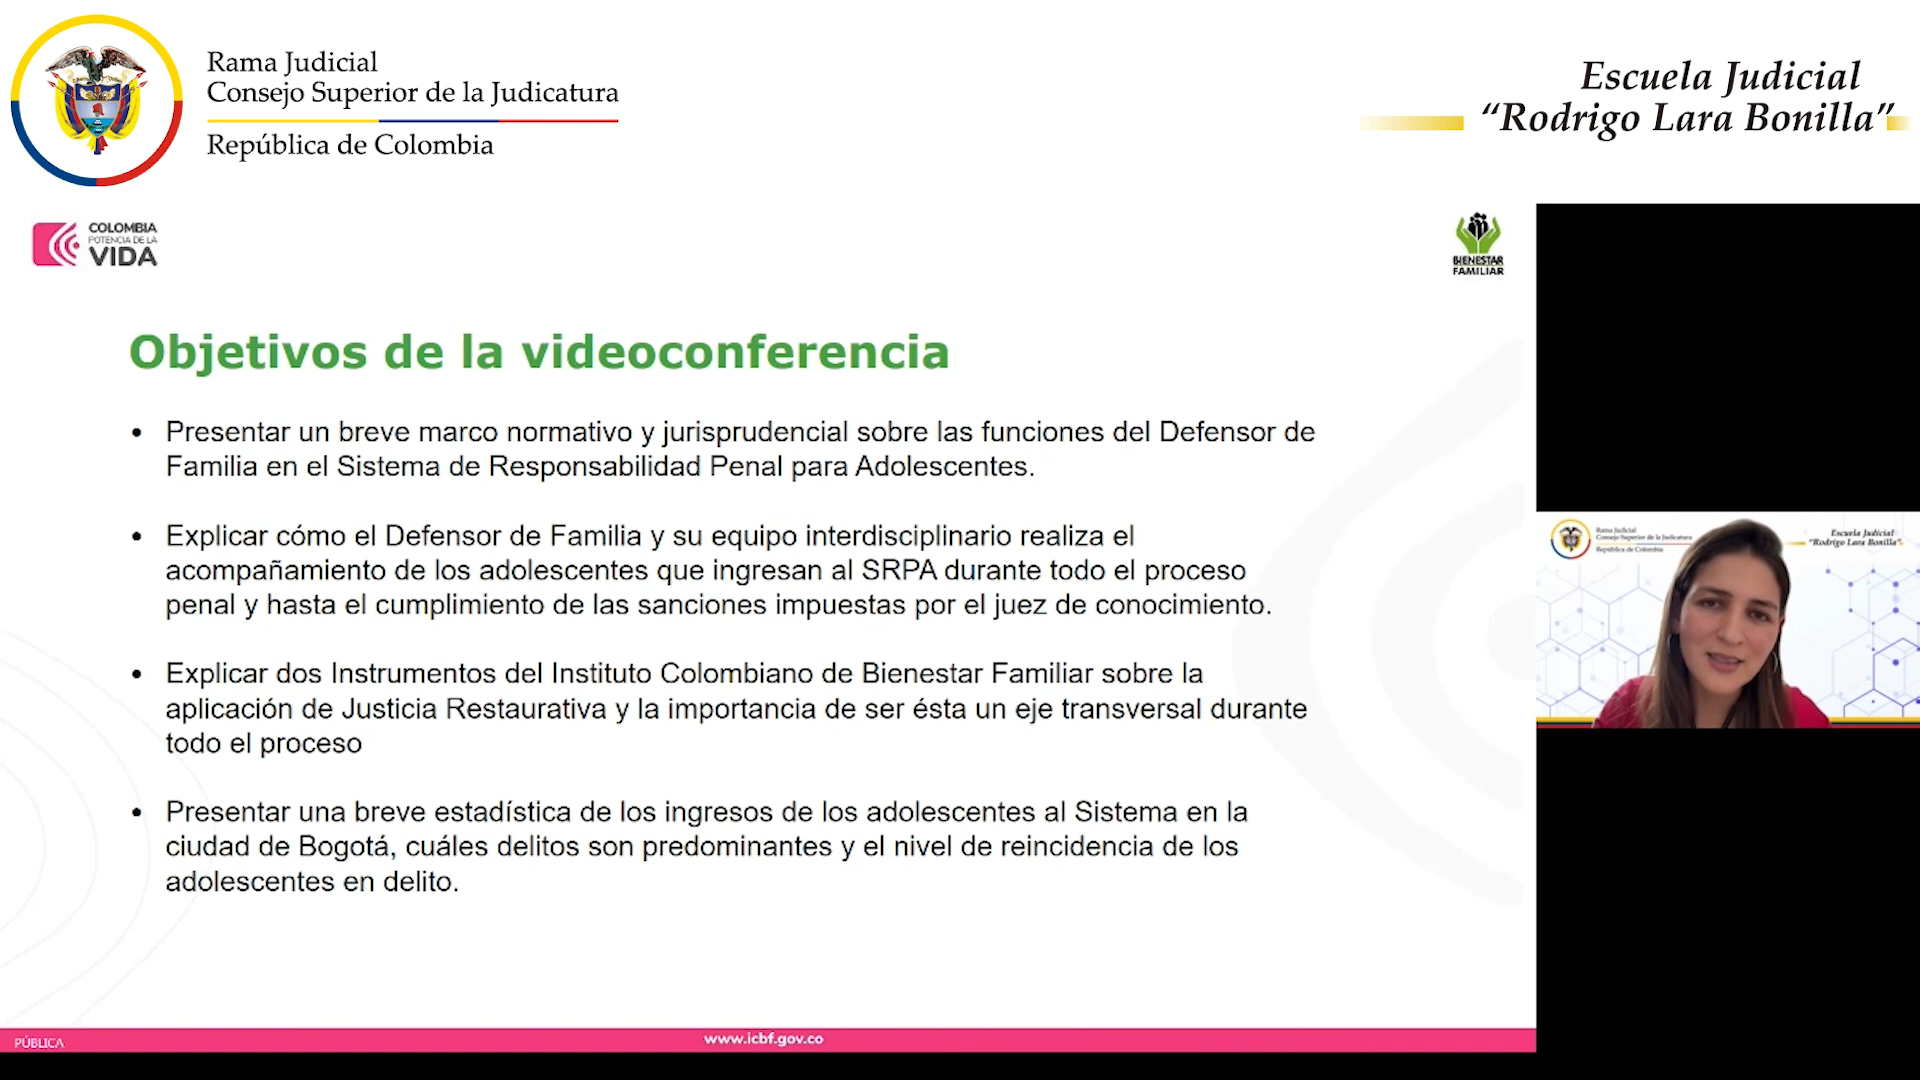 Rama Judicial
Consejo Superior de la Judicatura
República de Colombia
Escuela Judicial
“Rodrigo Lara Bonilla”
COLOMBIA
POTENCIA DE LA
VIDA
BIENESTAR
FAMILIAR
Objetivos de la videoconferencia
• Presentar un breve marco normativo y jurisprudencial sobre las funciones del Defensor de
Familia en el Sistema de Responsabilidad Penal para Adolescentes.
• Explicar cómo el Defensor de Familia y su equipo interdisciplinario realiza el
acompañamiento de los adolescentes que ingresan al SRPA durante todo el proceso
penal y hasta el cumplimiento de las sanciones impuestas por el juez de conocimiento.
• Explicar dos Instrumentos del Instituto Colombiano de Bienestar Familiar sobre la
aplicación de Justicia Restaurativa y la importancia de ser ésta un eje transversal durante
todo el proceso
• Presentar una breve estadística de los ingresos de los adolescentes al Sistema en la
ciudad de Bogotá, cuáles delitos son predominantes y el nivel de reincidencia de los
adolescentes en delito.
Rama Judicial
Consejo Superior de la Judicatura
República de Colombia
Escuela Judicial
“Rodrigo Lara Bonilla”
PÚBLICA
www.icbf.gov.co